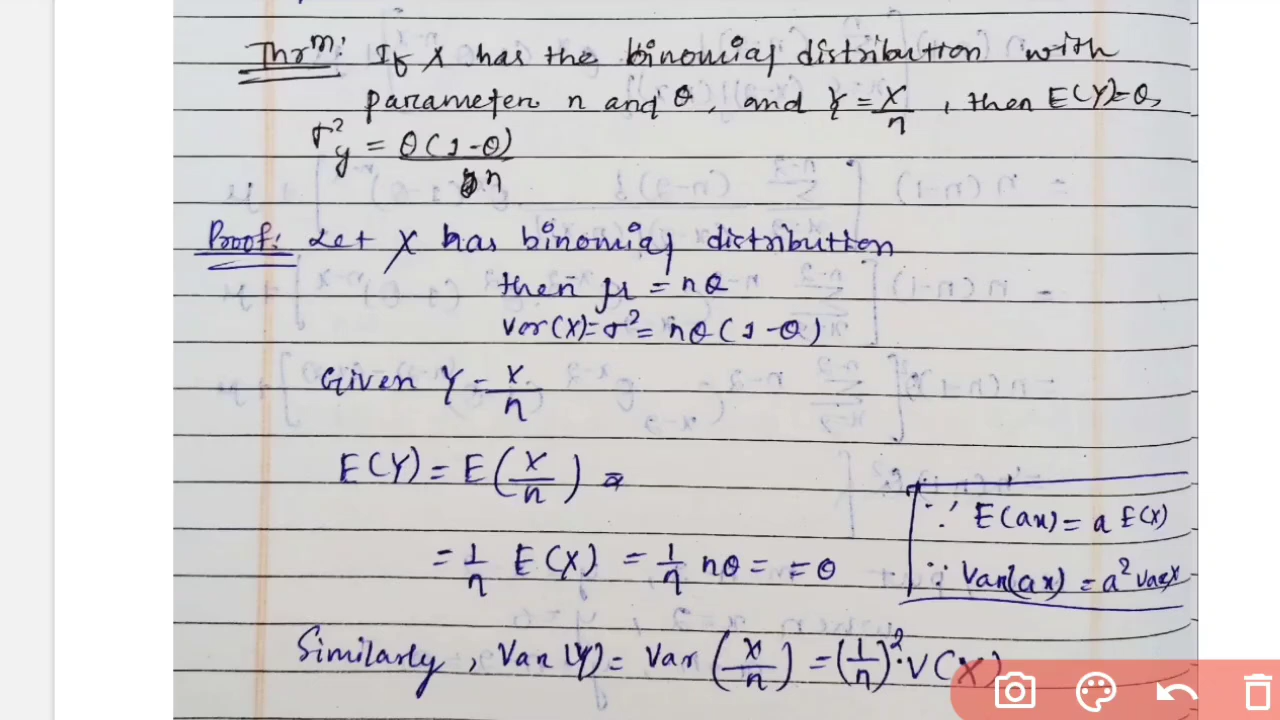 Thrm: If X has the binomial distribution with
parameter n and θ, and Y = X/n, then E(Y)=θ,
σ²y = θ(1-θ)/n
Proof: Let X has binomial distribution
then μ = nθ
Var(X)=σ²= nθ(1-θ)
Given Y = X/n
E(Y) = E(X/n) =
= 1/n E(X) = 1/n nθ = = θ
∵ E(ax) = a E(X)
∵ Var(ax) = a² Var X
Similarly, Var(Y) = Var(X/n) = (1/n)²·V(X)